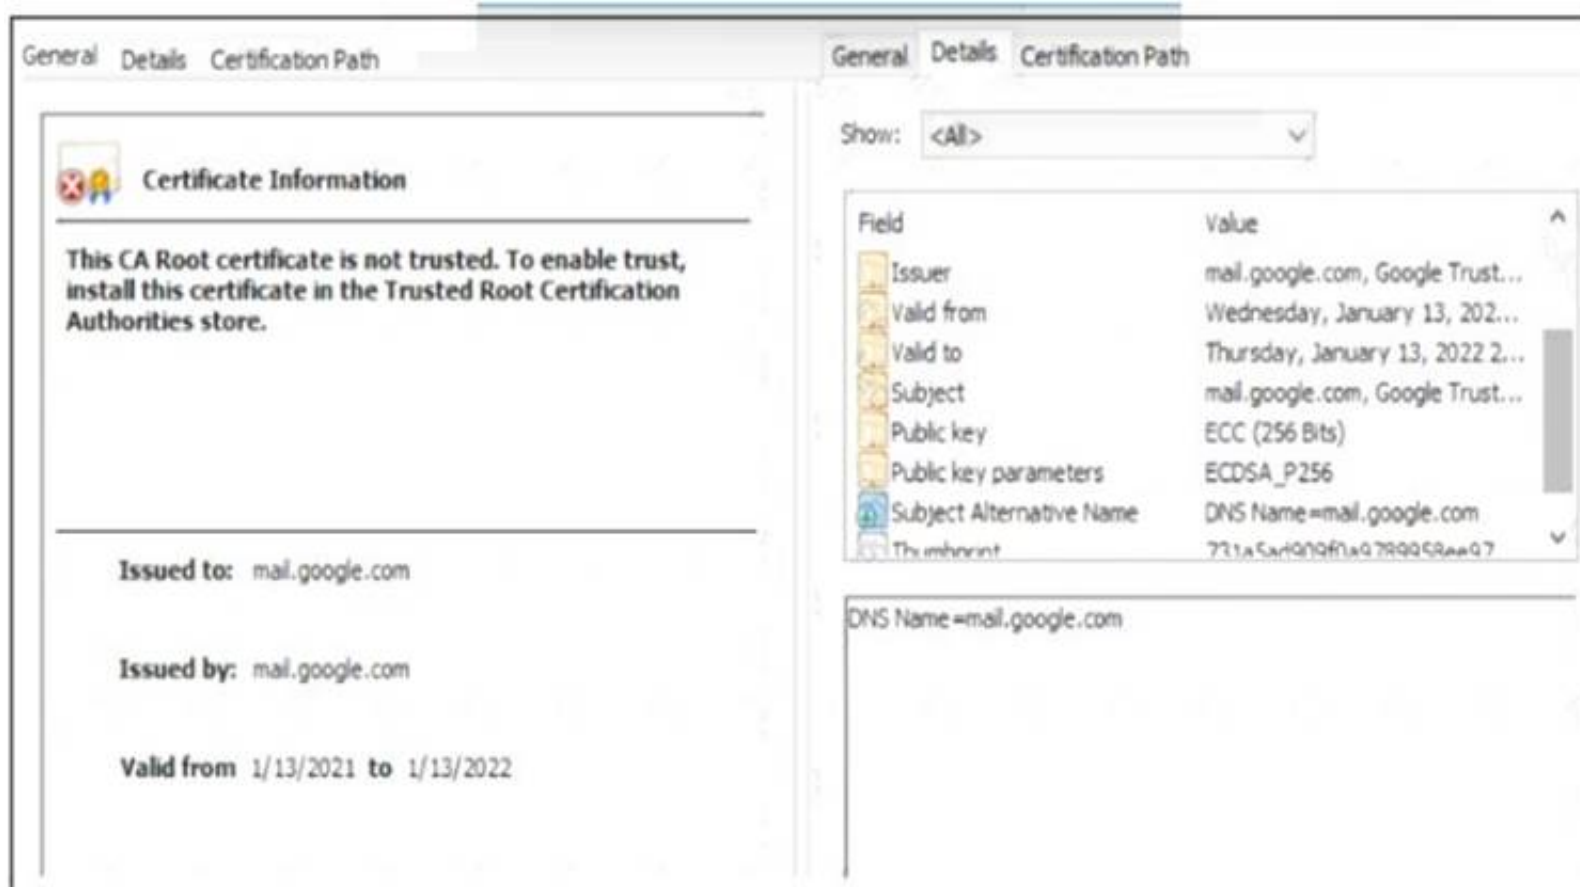 General Details Certification Path
Certificate Information
This CA Root certificate is not trusted. To enable trust,
install this certificate in the Trusted Root Certification
Authorities store.
Issued to: mail.google.com
Issued by: mail.google.com
Valid from 1/13/2021 to 1/13/2022
General Details Certification Path
Show: <All>
Field Value
Issuer mail.google.com, Google Trust...
Valid from Wednesday, January 13, 202...
Valid to Thursday, January 13, 2022 2...
Subject mail.google.com, Google Trust...
Public key ECC (256 Bits)
Public key parameters ECDSA_P256
Subject Alternative Name DNS Name=mail.google.com
Thumbprint
DNS Name=mail.google.com